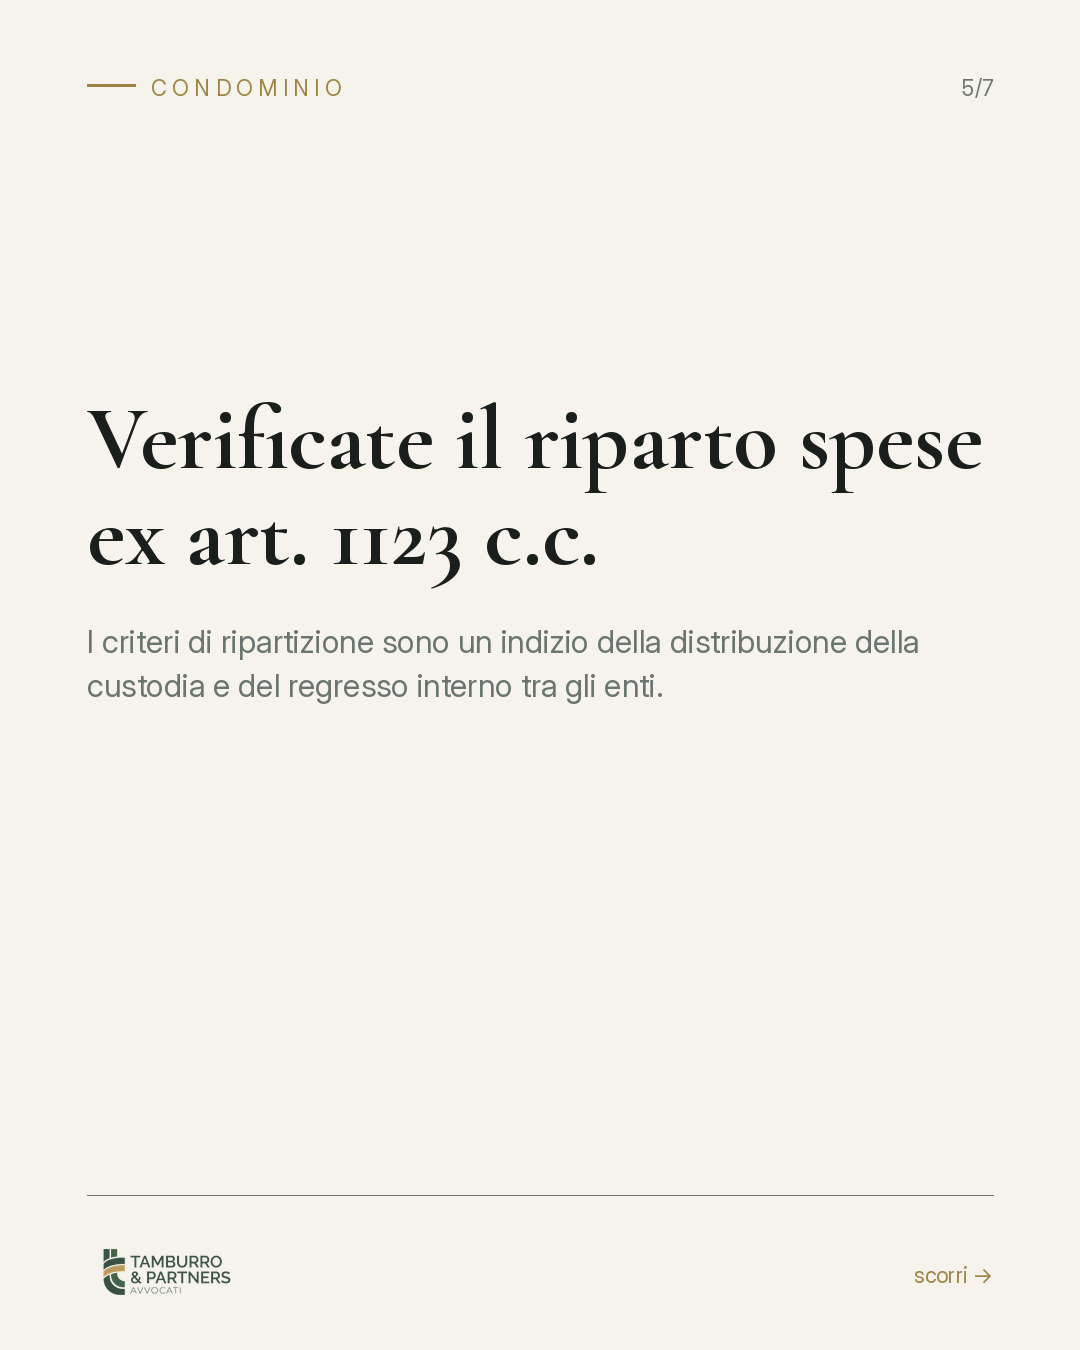 CONDOMINIO
5/7
Verificate il riparto spese
ex art. 1123 c.c.
I criteri di ripartizione sono un indizio della distribuzione della
custodia e del regresso interno tra gli enti.
TAMBURRO
& PARTNERS
AVVOCATI
scorri →